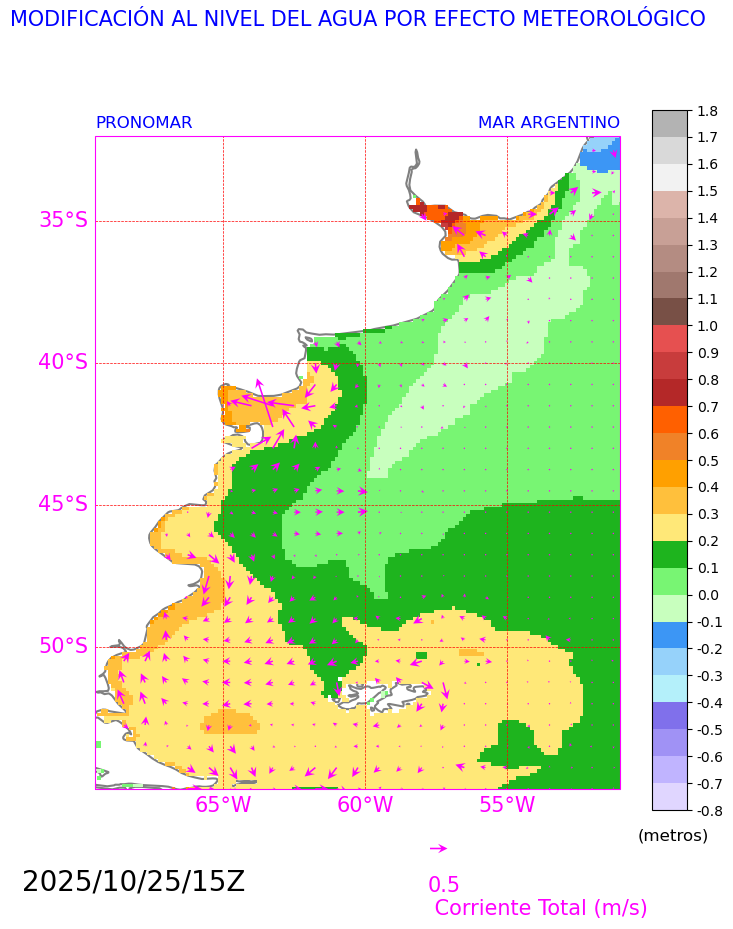 MODIFICACIÓN AL NIVEL DEL AGUA POR EFECTO METEOROLÓGICO
PRONOMAR
MAR ARGENTINO
35°S
40°S
45°S
50°S
65°W
60°W
55°W
1.8
1.7
1.6
1.5
1.4
1.3
1.2
1.1
1.0
0.9
0.8
0.7
0.6
0.5
0.4
0.3
0.2
0.1
0.0
-0.1
-0.2
-0.3
-0.4
-0.5
-0.6
-0.7
-0.8
(metros)
2025/10/25/15Z
0.5
Corriente Total (m/s)